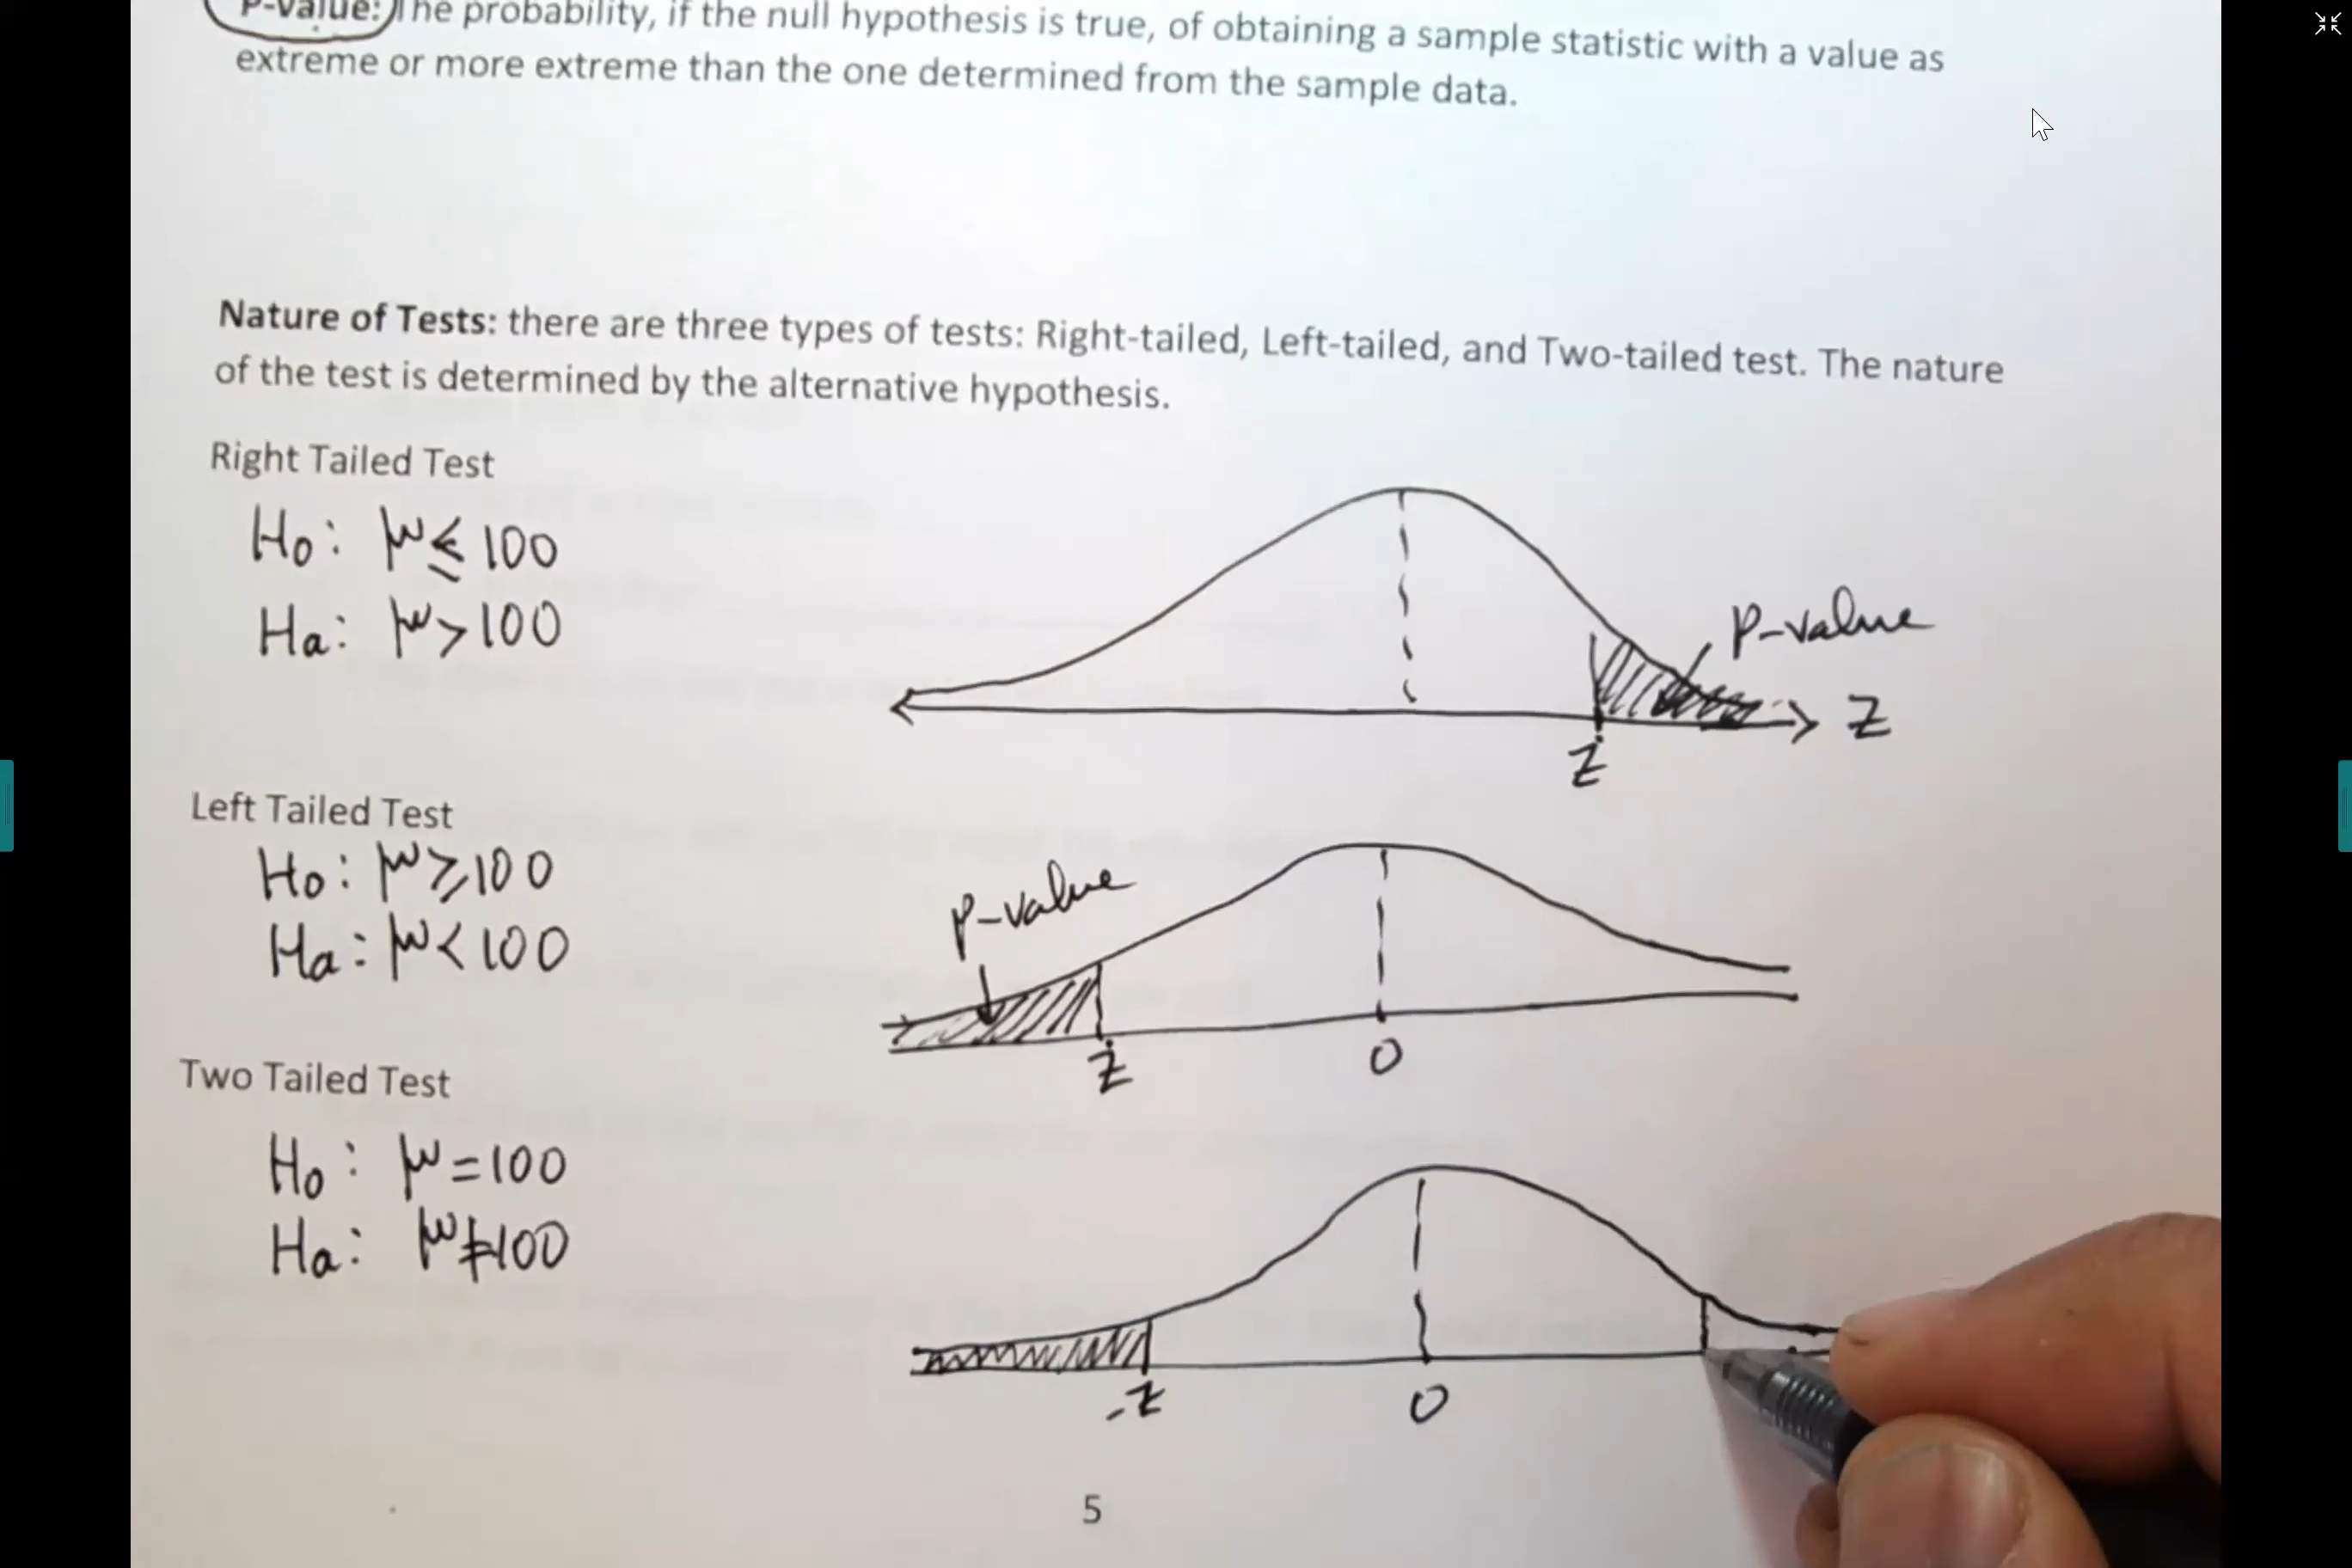 P-Value: The probability, if the null hypothesis is true, of obtaining a sample statistic with a value as
extreme or more extreme than the one determined from the sample data.
Nature of Tests: there are three types of tests: Right-tailed, Left-tailed, and Two-tailed test. The nature
of the test is determined by the alternative hypothesis.
Right Tailed Test
Ho: μ ≤ 100
Ha: μ > 100
P-value
Z
Z
Left Tailed Test
Ho: μ ≥ 100
Ha: μ < 100
P-value
Z
0
Two Tailed Test
Ho: μ = 100
Ha: μ ≠ 100
-Z
0
5